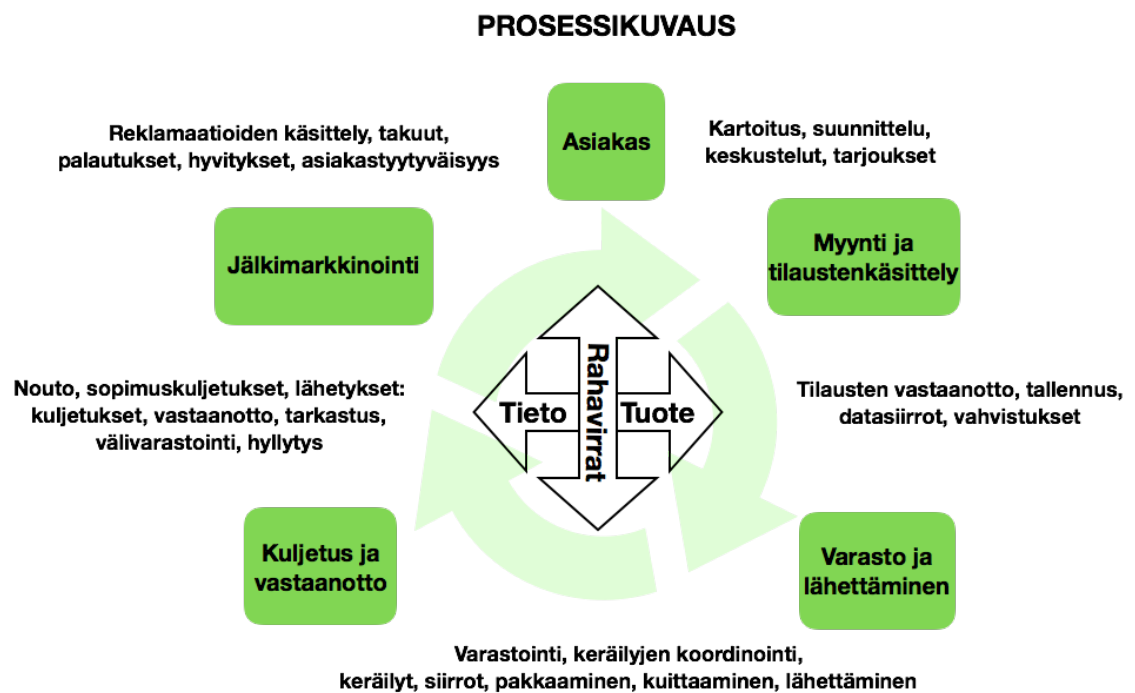 PROSESSIKUVAUS
Asiakas
Kartoitus, suunnittelu,
keskustelut, tarjoukset
Myynti ja
tilaustenkäsittely
Tilausten vastaanotto, tallennus,
datasiirrot, vahvistukset
Varasto ja
lähettäminen
Varastointi, keräilyjen koordinointi,
keräilyt, siirrot, pakkaaminen, kuittaaminen, lähettäminen
Kuljetus ja
vastaanotto
Nouto, sopimuskuljetukset, lähetykset:
kuljetukset, vastaanotto, tarkastus,
välivarastointi, hyllytys
Jälkimarkkinointi
Reklamaatioiden käsittely, takuut,
palautukset, hyvitykset, asiakastyytyväisyys
Tieto
Rahavirrat
Tuote